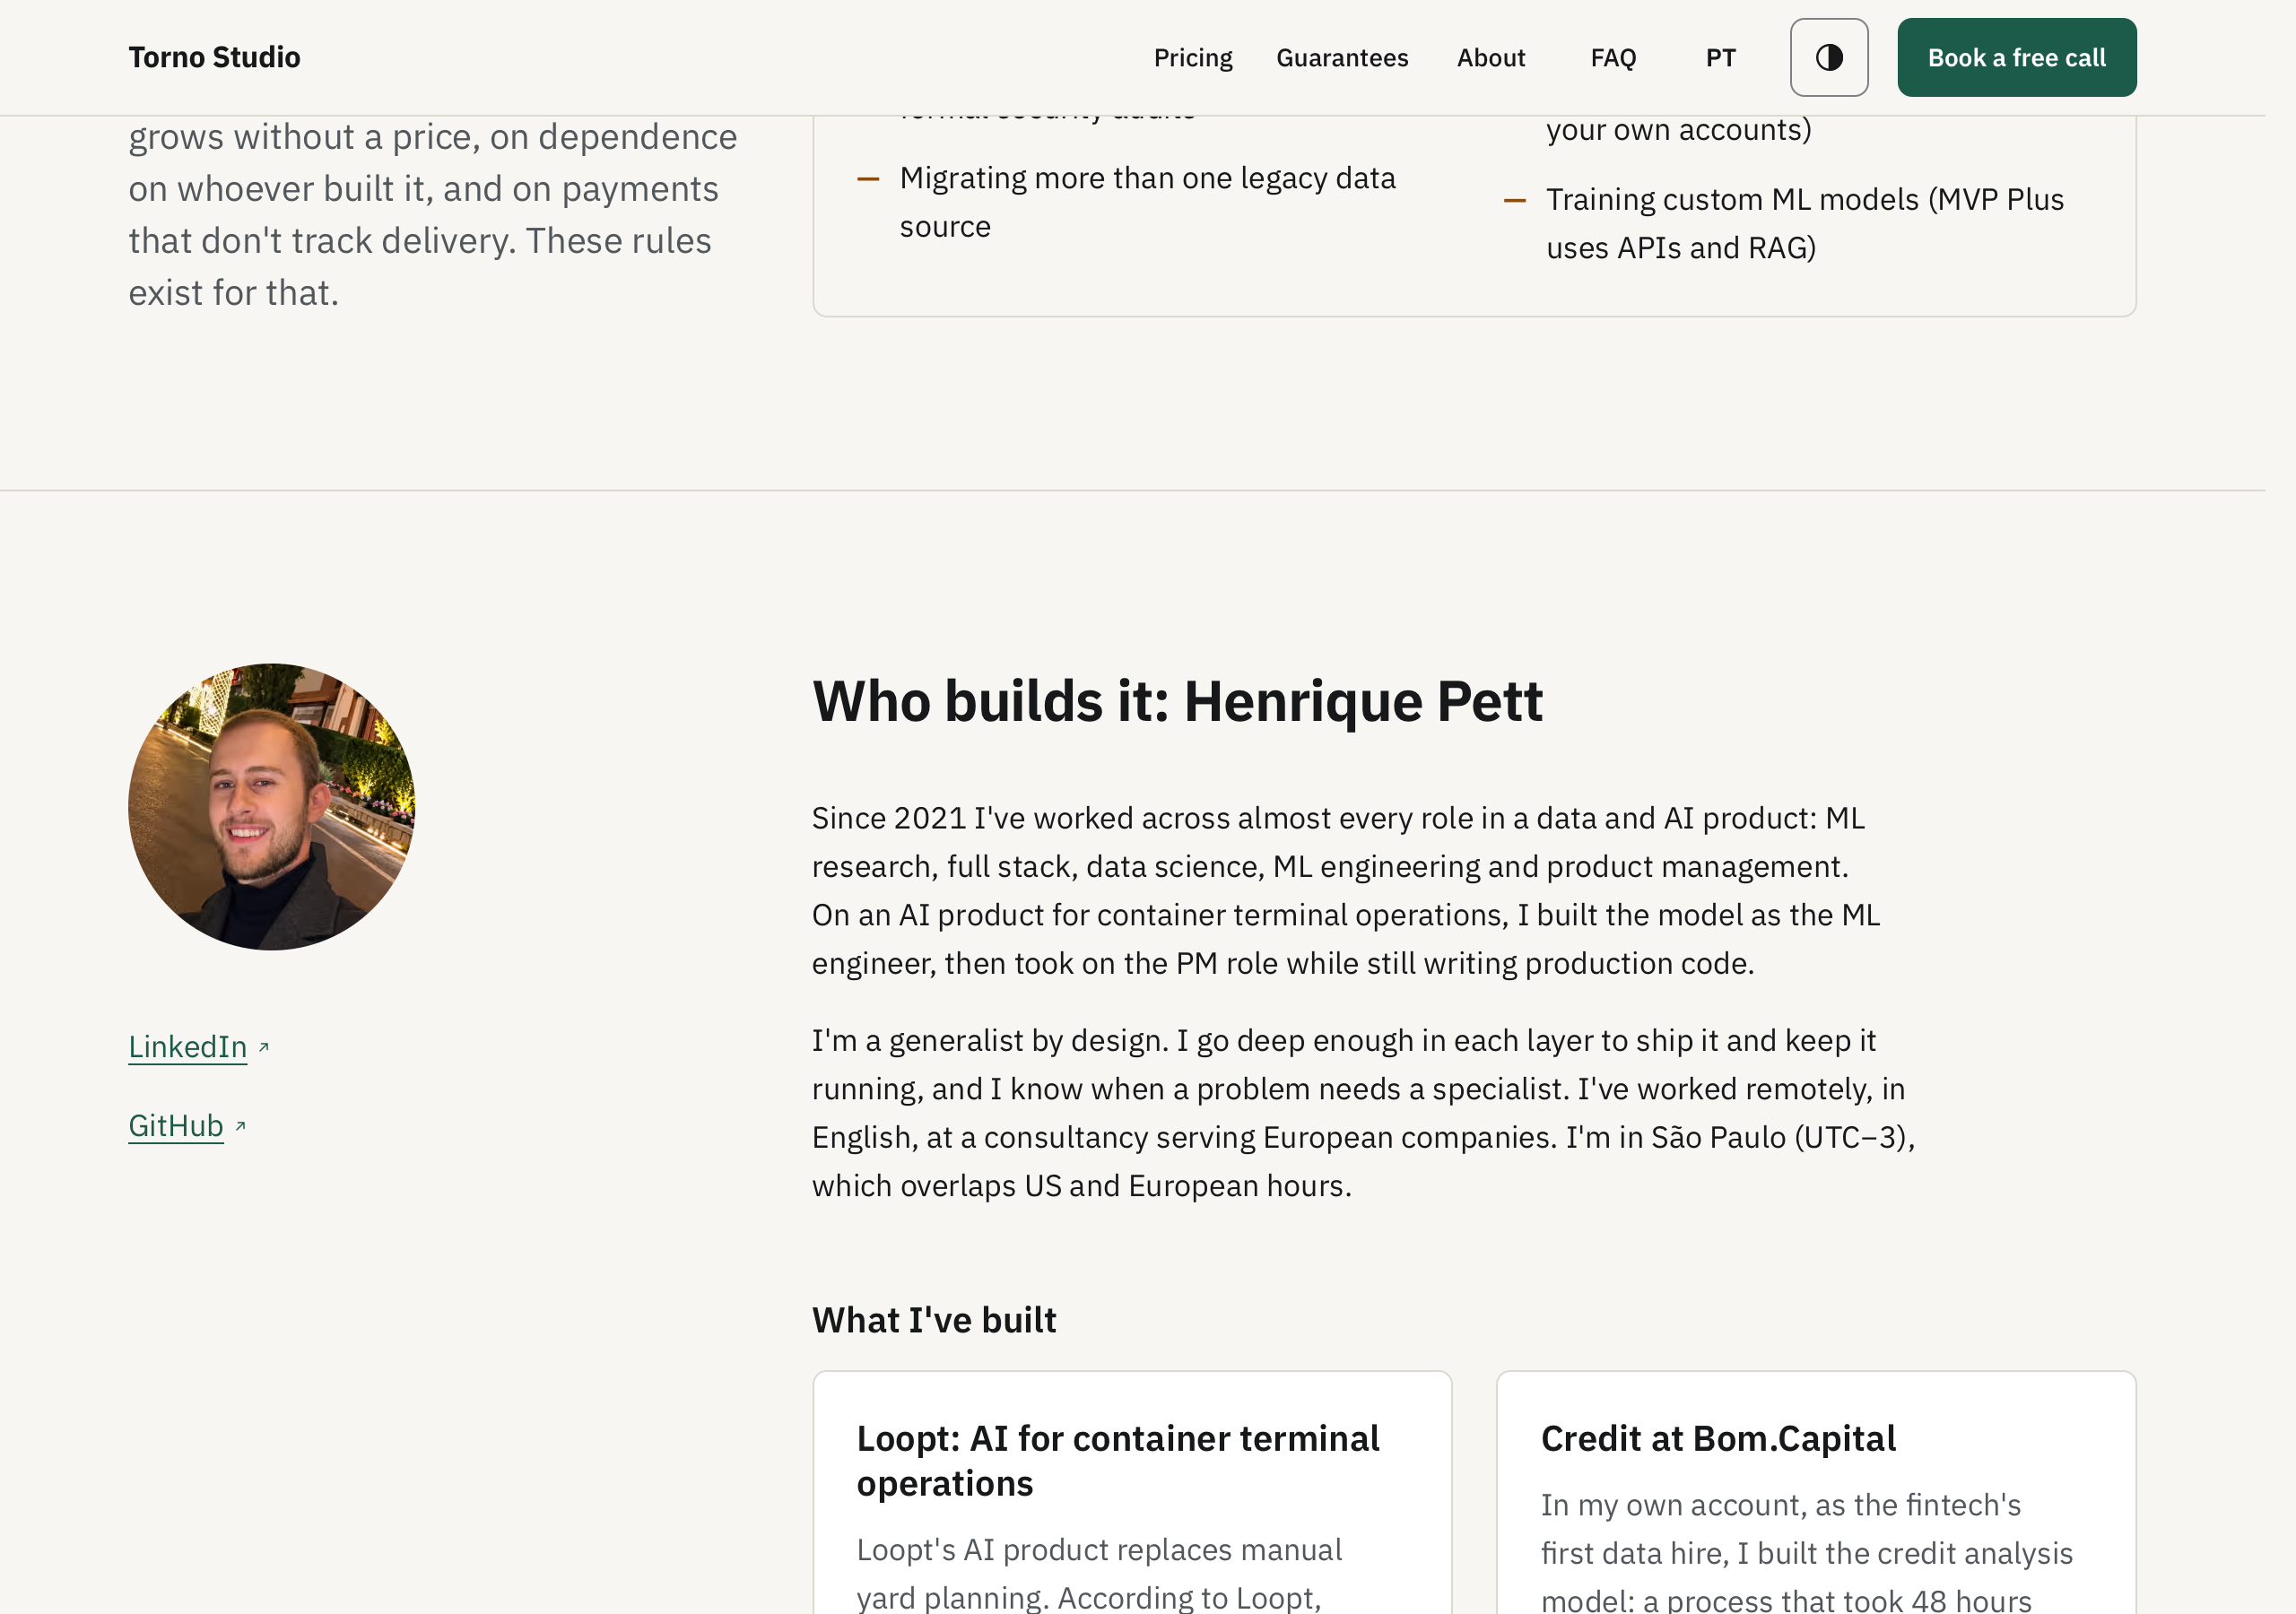 Torno Studio
Pricing
Guarantees
About
FAQ
PT
Book a free call
grows without a price, on dependence
on whoever built it, and on payments
that don't track delivery. These rules
exist for that.
formal security audits
— Migrating more than one legacy data
source
your own accounts)
— Training custom ML models (MVP Plus
uses APIs and RAG)
LinkedIn ↗
GitHub ↗
Who builds it: Henrique Pett
Since 2021 I've worked across almost every role in a data and AI product: ML
research, full stack, data science, ML engineering and product management.
On an AI product for container terminal operations, I built the model as the ML
engineer, then took on the PM role while still writing production code.
I'm a generalist by design. I go deep enough in each layer to ship it and keep it
running, and I know when a problem needs a specialist. I've worked remotely, in
English, at a consultancy serving European companies. I'm in São Paulo (UTC−3),
which overlaps US and European hours.
What I've built
Loopt: AI for container terminal
operations
Loopt's AI product replaces manual
yard planning. According to Loopt,
Credit at Bom.Capital
In my own account, as the fintech's
first data hire, I built the credit analysis
model: a process that took 48 hours